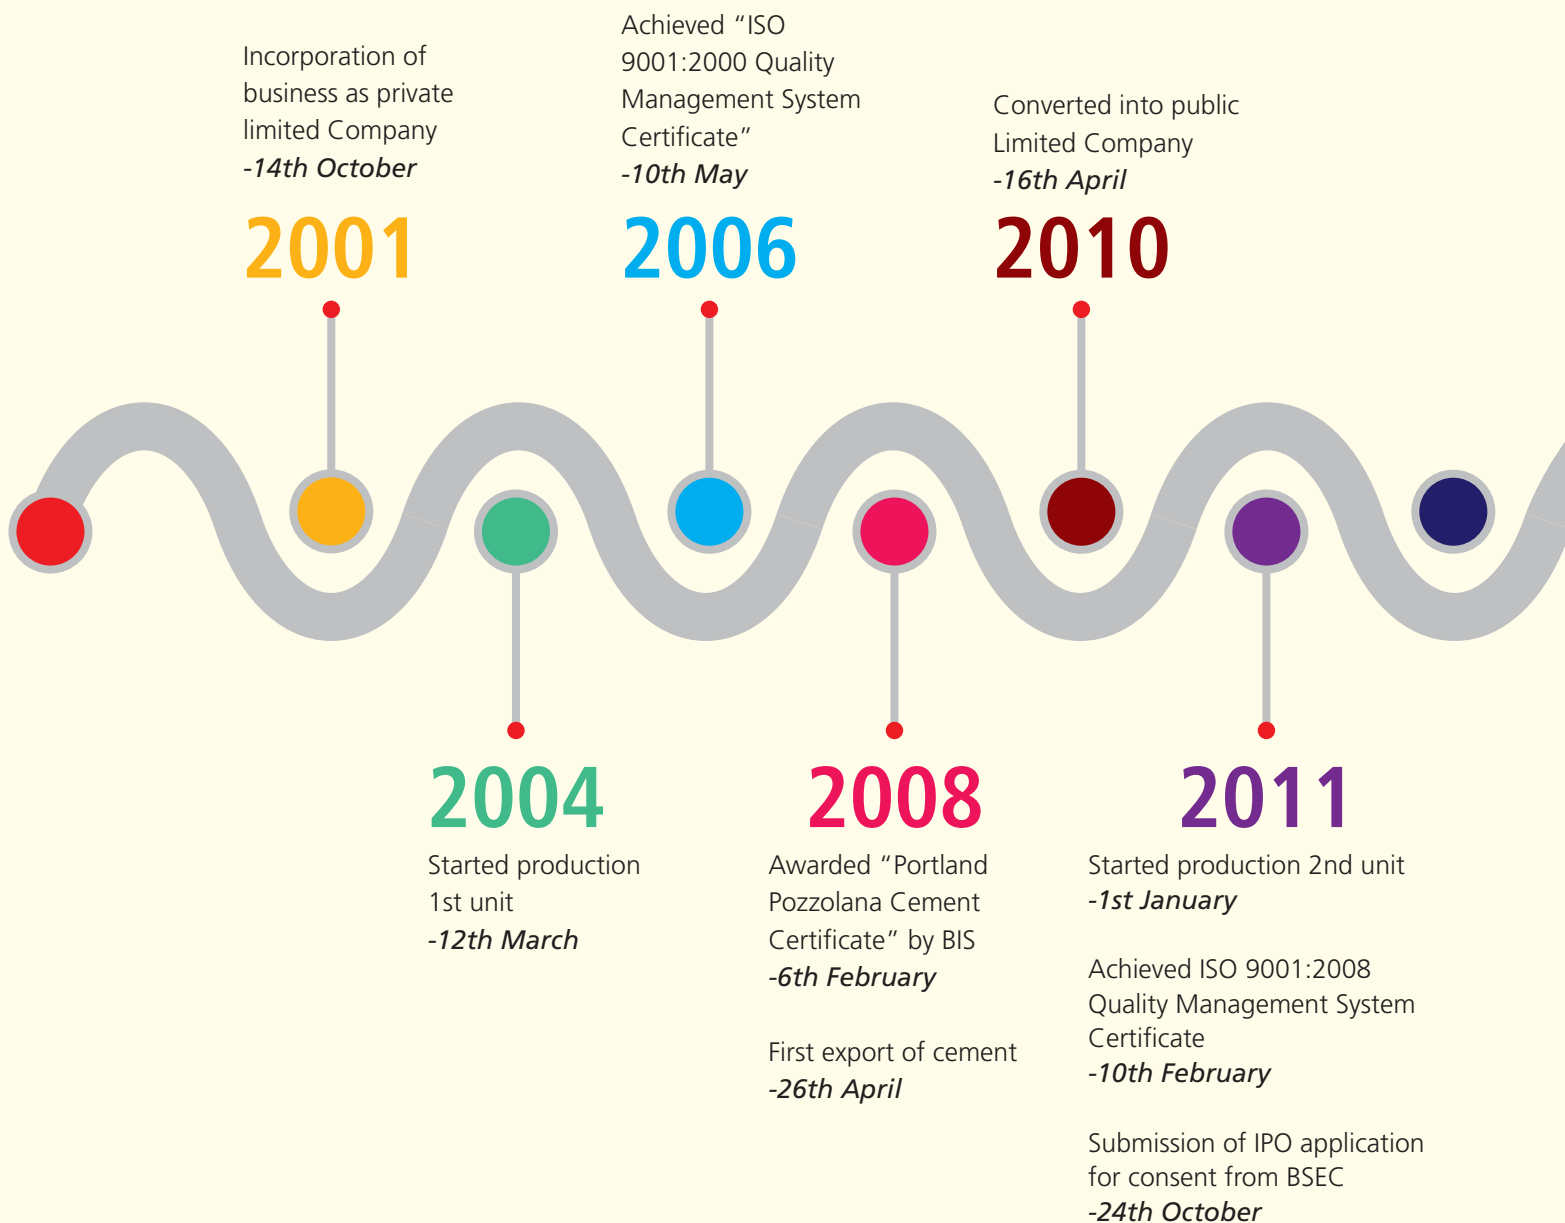 Incorporation of
business as private
limited Company
-14th October
2001
Achieved “ISO
9001:2000 Quality
Management System
Certificate”
-10th May
2006
Converted into public
Limited Company
-16th April
2010
2004
Started production
1st unit
-12th March
2008
Awarded “Portland
Pozzolana Cement
Certificate” by BIS
-6th February
First export of cement
-26th April
2011
Started production 2nd unit
-1st January
Achieved ISO 9001:2008
Quality Management System
Certificate
-10th February
Submission of IPO application
for consent from BSEC
-24th October